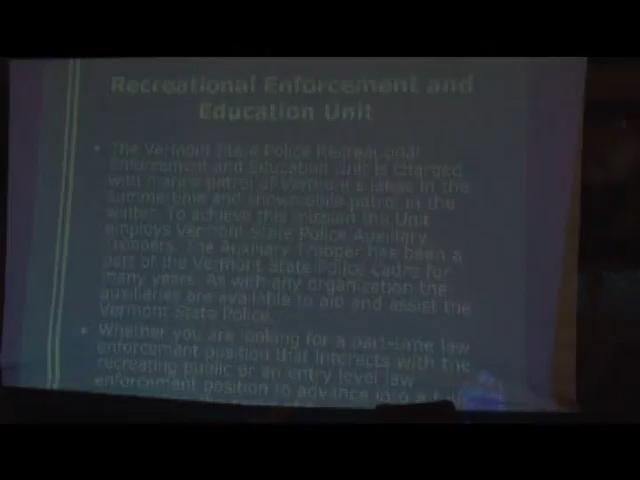 Recreational Enforcement and
Education Unit
• The Vermont State Police Recreational
Enforcement and Education Unit is charged
with marine patrol of Vermont's lakes in the
summertime and snowmobile patrol in the
winter. To achieve this mission the Unit
employs Vermont State Police Auxiliary
Troopers. The Auxiliary Trooper has been a
part of the Vermont State Police cadre for
many years. As with any organization the
auxiliaries are available to aid and assist the
Vermont State Police.
• Whether you are looking for a part-time law
enforcement position that interacts with the
recreating public or an entry level law
enforcement position to advance to a